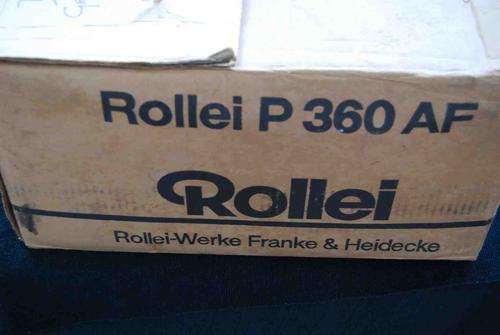 Rollei P 360 AF
Rollei
Rollei-Werke Franke & Heidecke